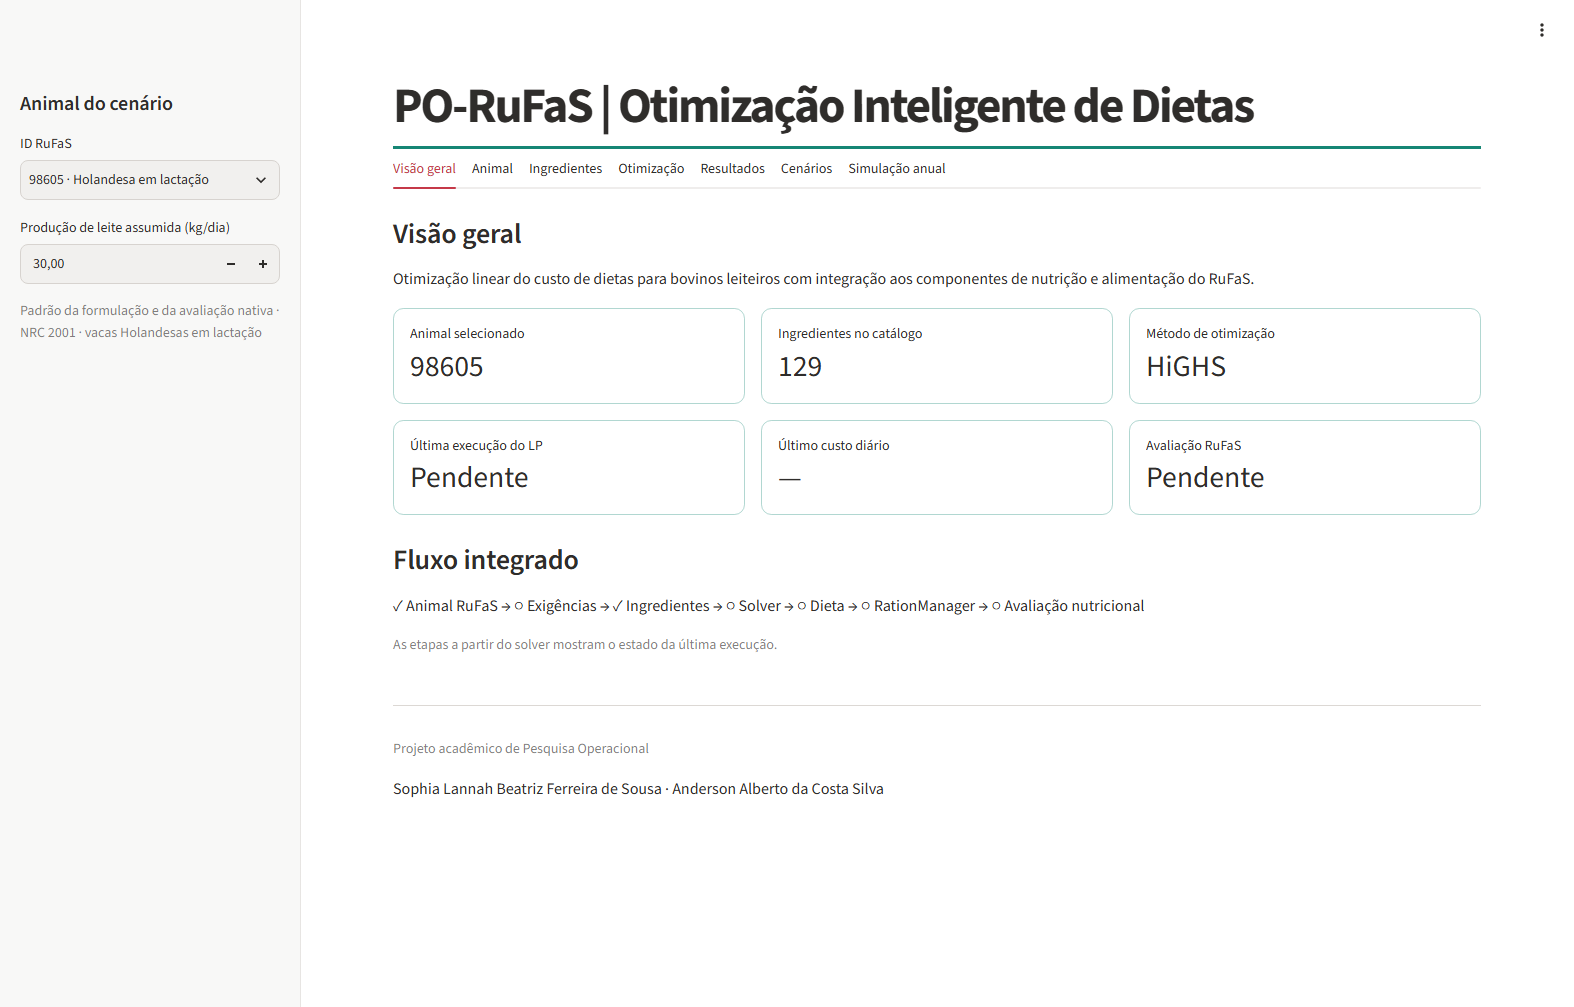 Animal do cenário
ID RuFaS
98605 · Holandesa em lactação
Produção de leite assumida (kg/dia)
30,00
Padrão da formulação e da avaliação nativa ·
NRC 2001 · vacas Holandesas em lactação
PO-RuFaS | Otimização Inteligente de Dietas
Visão geral Animal Ingredientes Otimização Resultados Cenários Simulação anual
Visão geral
Otimização linear do custo de dietas para bovinos leiteiros com integração aos componentes de nutrição e alimentação do RuFaS.
Animal selecionado
98605
Ingredientes no catálogo
129
Método de otimização
HiGHS
Última execução do LP
Pendente
Último custo diário
—
Avaliação RuFaS
Pendente
Fluxo integrado
✓ Animal RuFaS → ○ Exigências → ✓ Ingredientes → ○ Solver → ○ Dieta → ○ RationManager → ○ Avaliação nutricional
As etapas a partir do solver mostram o estado da última execução.
Projeto acadêmico de Pesquisa Operacional
Sophia Lannah Beatriz Ferreira de Sousa · Anderson Alberto da Costa Silva